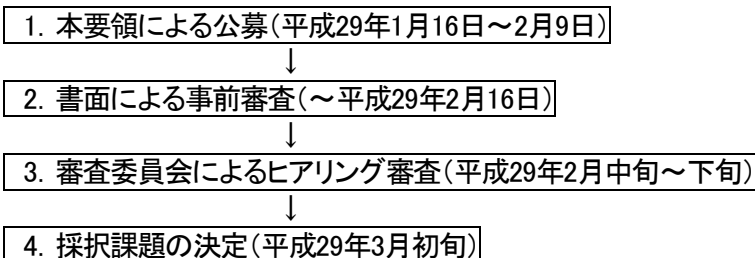 1. 本要領による公募(平成29年1月16日～2月9日)
↓
2. 書面による事前審査(～平成29年2月16日)
↓
3. 審査委員会によるヒアリング審査(平成29年2月中旬～下旬)
↓
4. 採択課題の決定(平成29年3月初旬)